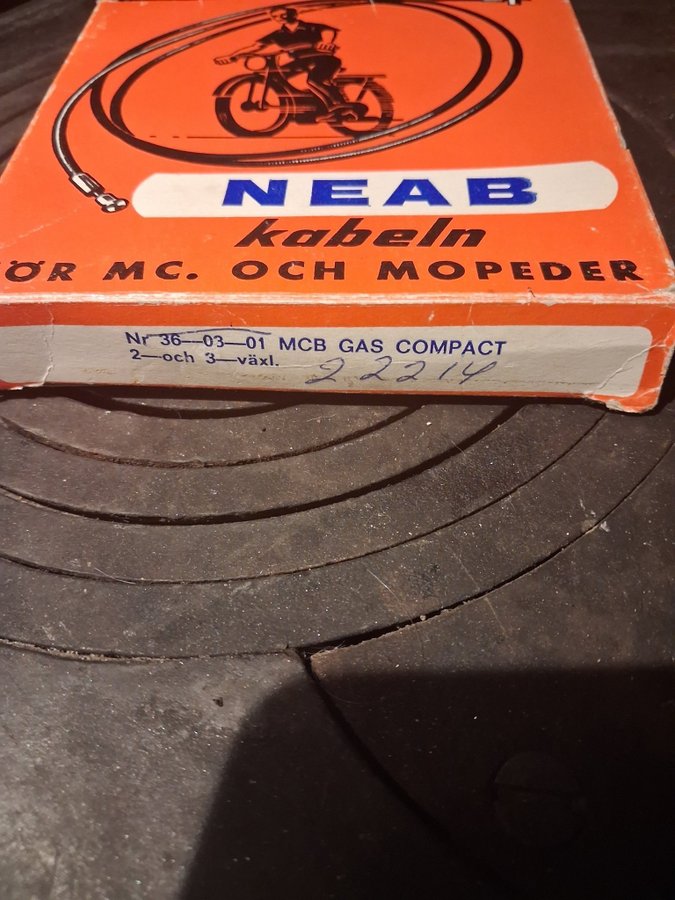 NEAB
kabeln
ÖR MC. OCH MOPEDER
Nr 36—03—01 MCB GAS COMPACT
2—och 3—växl.
22214